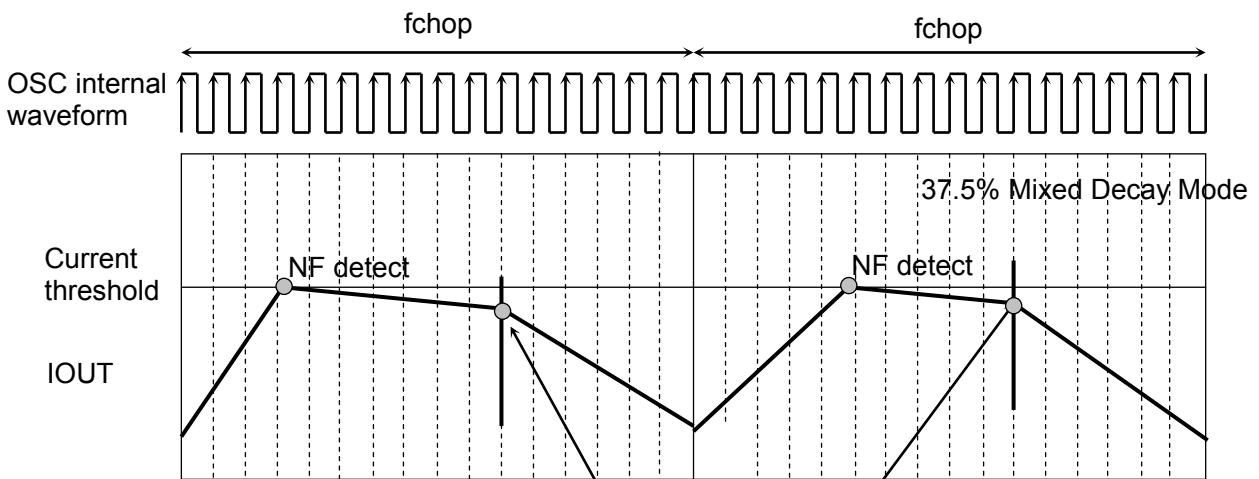 fchop
fchop
OSC internal
waveform
37.5% Mixed Decay Mode
Current
threshold
NF detect
NF detect
IOUT